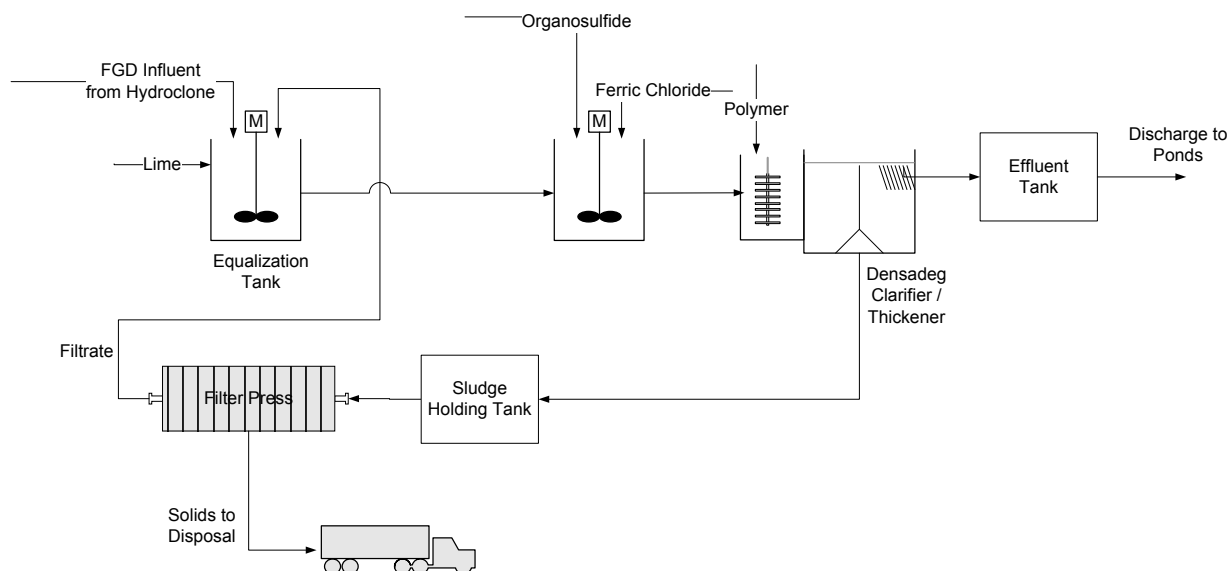 Organosulfide
FGD Influent
from Hydroclone
Ferric Chloride
Polymer
M
M
Lime
Discharge to
Ponds
Effluent
Tank
Equalization
Tank
Densadeg
Clarifier /
Thickener
Filtrate
Filter Press
Sludge
Holding Tank
Solids to
Disposal